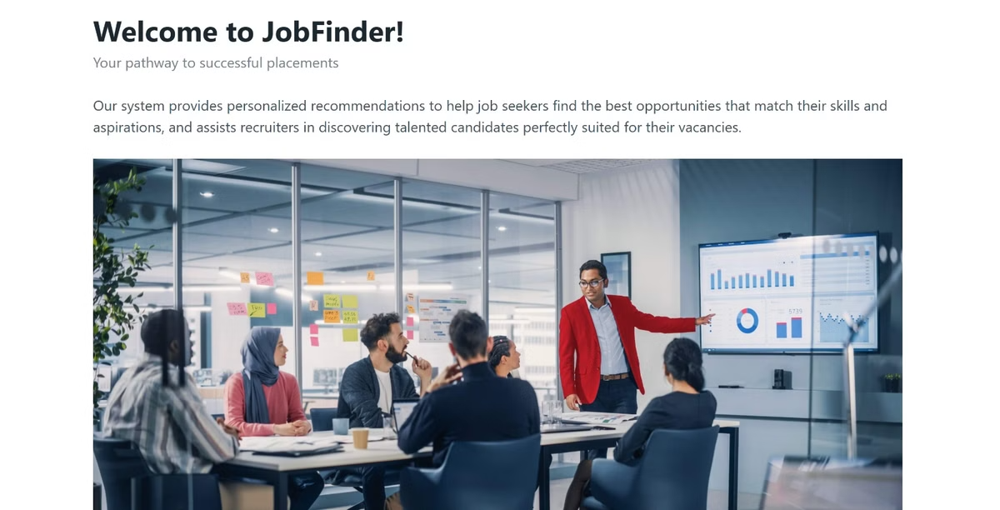 Welcome to JobFinder!
Your pathway to successful placements
Our system provides personalized recommendations to help job seekers find the best opportunities that match their skills and
aspirations, and assists recruiters in discovering talented candidates perfectly suited for their vacancies.
5739